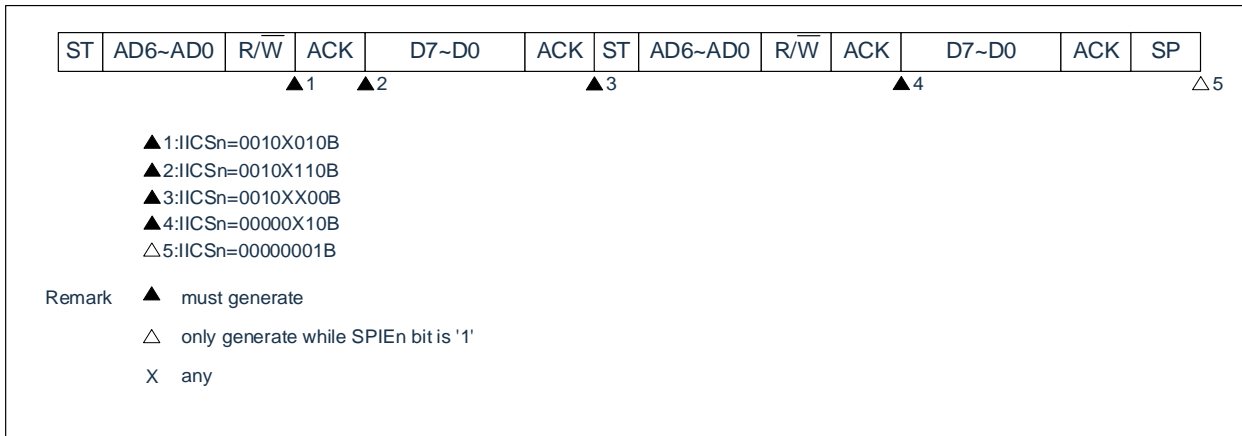 ST AD6~AD0 R/W̅ ACK D7~D0 ACK ST AD6~AD0 R/W̅ ACK D7~D0 ACK SP
▲1 ▲2 ▲3 ▲4 △5
▲1:IICSn=0010X010B
▲2:IICSn=0010X110B
▲3:IICSn=0010XX00B
▲4:IICSn=00000X10B
△5:IICSn=00000001B
Remark ▲ must generate
△ only generate while SPIEn bit is '1'
X any